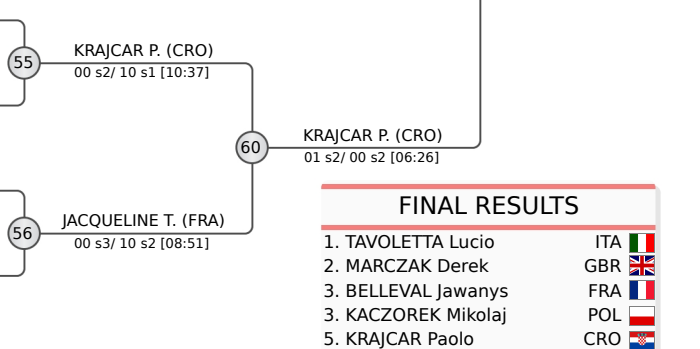 55
KRAJCAR P. (CRO)
00 s2/ 10 s1 [10:37]
60
KRAJCAR P. (CRO)
01 s2/ 00 s2 [06:26]
56
JACQUELINE T. (FRA)
00 s3/ 10 s2 [08:51]
FINAL RESULTS
1. TAVOLETTA Lucio ITA
2. MARCZAK Derek GBR
3. BELLEVAL Jawanys FRA
3. KACZOREK Mikolaj POL
5. KRAJCAR Paolo CRO